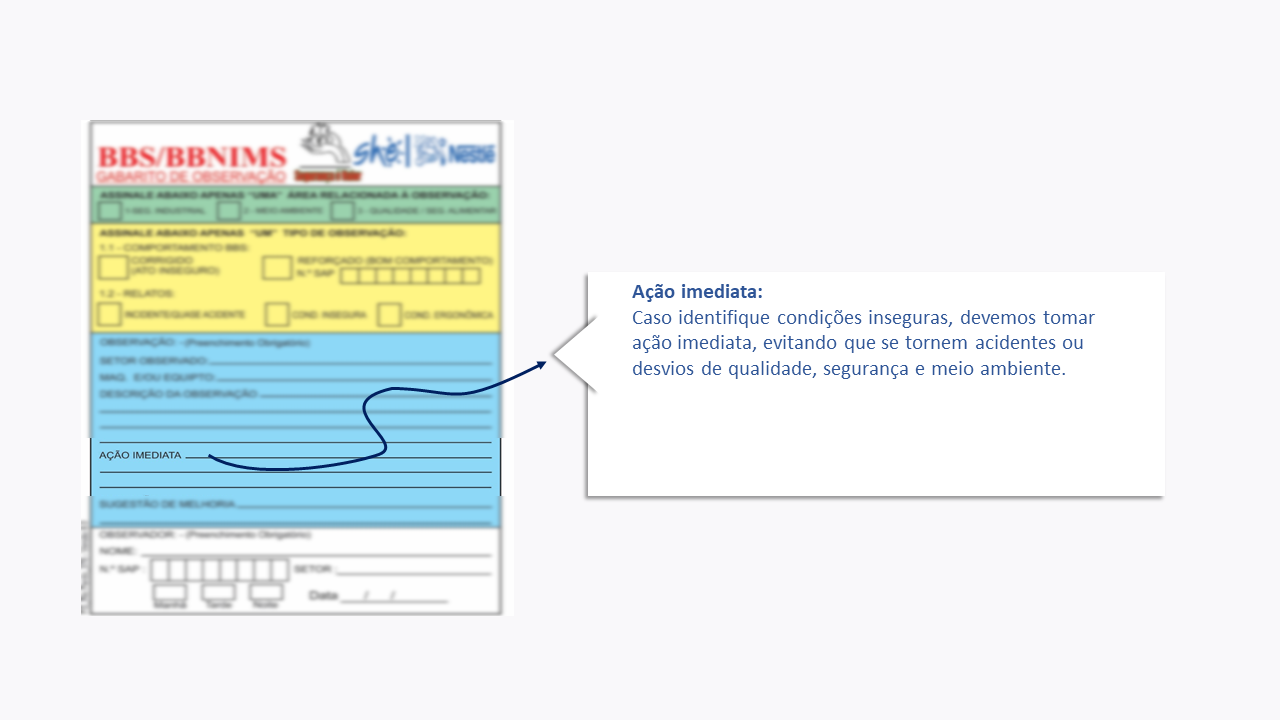 BBS/BBNIMS
GABARITO DE OBSERVAÇÃO
Nestlé
ASSINALE ABAIXO APENAS "UMA" ÁREA RELACIONADA À OBSERVAÇÃO:
1-SEG. INDUSTRIAL 2 - MEIO AMBIENTE 3 - QUALIDADE / SEG. ALIMENTAR
ASSINALE ABAIXO APENAS "UM" TIPO DE OBSERVAÇÃO:
1.1 - COMPORTAMENTO BBS:
CORRIGIDO
(ATO INSEGURO)
REFORÇADO (BOM COMPORTAMENTO)
N.º SAP
1.2 - RELATOS:
INCIDENTE/QUASE ACIDENTE COND. INSEGURA COND. ERGONÔMICA
OBSERVAÇÃO: - (Preenchimento Obrigatório)
SETOR OBSERVADO:
MAQ. E/OU EQUIPTO:
DESCRIÇÃO DA OBSERVAÇÃO
AÇÃO IMEDIATA
SUGESTÃO DE MELHORIA
OBSERVADOR: - (Preenchimento Obrigatório)
NOME:
N.º SAP : SETOR :
Manhã Tarde Noite Data / /
Ação imediata:
Caso identifique condições inseguras, devemos tomar
ação imediata, evitando que se tornem acidentes ou
desvios de qualidade, segurança e meio ambiente.